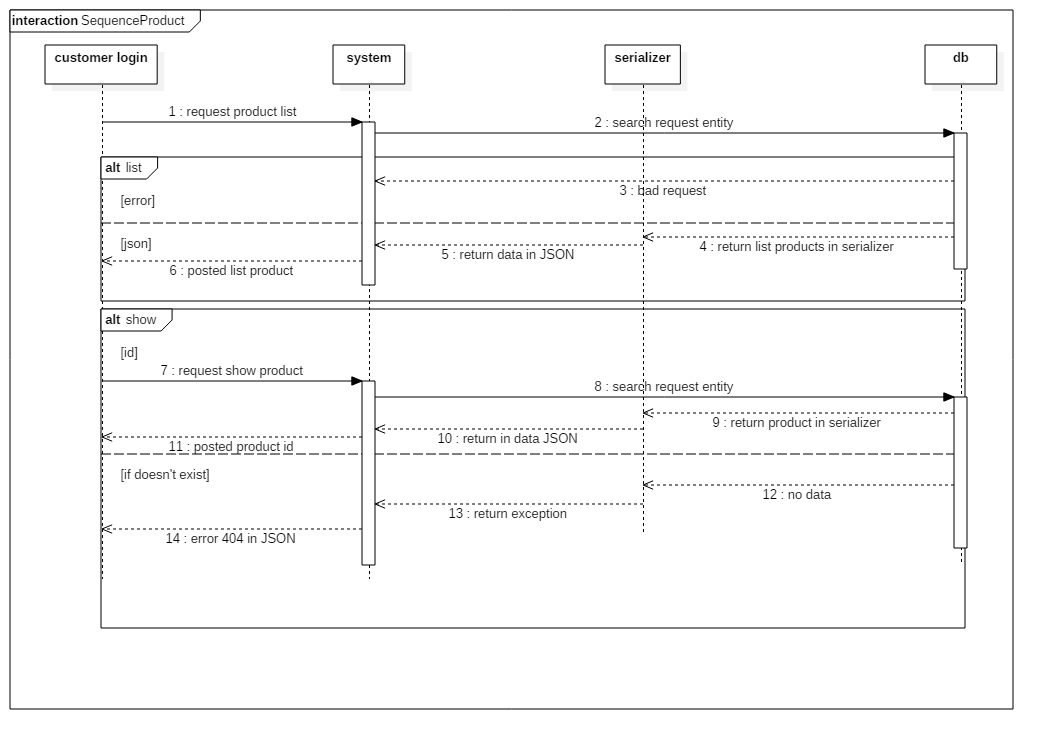 interaction SequenceProduct
customer login
system
serializer
db
1 : request product list
2 : search request entity
alt list
3 : bad request
[error]
[json]
4 : return list products in serializer
5 : return data in JSON
6 : posted list product
alt show
[id]
7 : request show product
8 : search request entity
9 : return product in serializer
10 : return in data JSON
11 : posted product id
[if doesn't exist]
12 : no data
13 : return exception
14 : error 404 in JSON